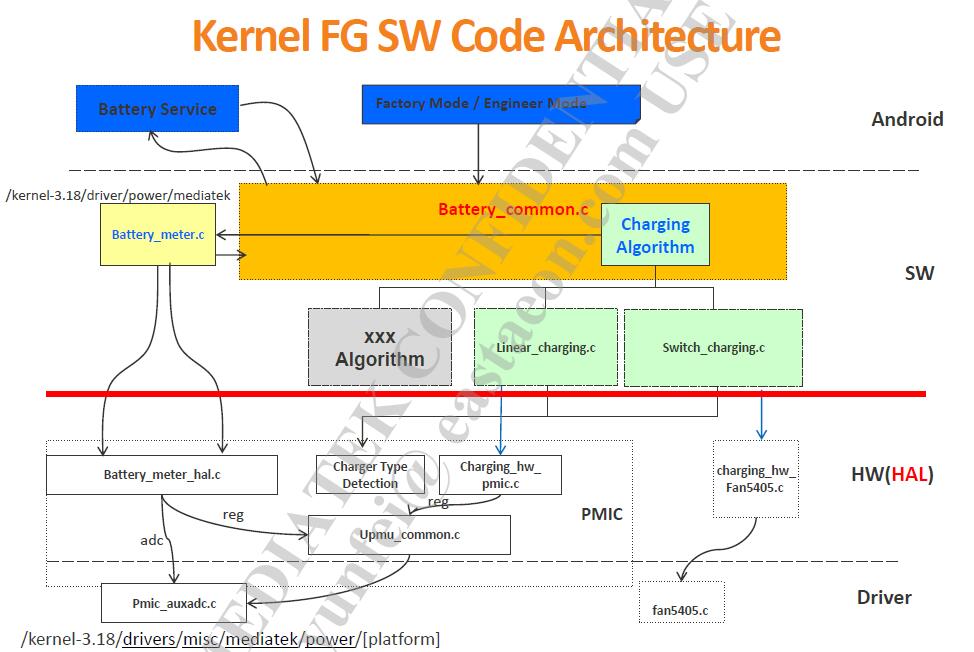 Kernel FG SW Code Architecture
Battery Service
Factory Mode / Engineer Mode
Android
/kernel-3.18/driver/power/mediatek
Battery_common.c
Battery_meter.c
Charging
Algorithm
SW
xxx
Algorithm
Linear_charging.c
Switch_charging.c
Battery_meter_hal.c
Charger Type
Detection
Charging_hw_
pmic.c
charging_hw_
Fan5405.c
HW(HAL)
reg
reg
PMIC
Upmu_common.c
adc
Pmic_auxadc.c
fan5405.c
Driver
/kernel-3.18/drivers/misc/mediatek/power/[platform]
MEDIATEK CONFIDENTIA
yunfei@eastaeon.com USE